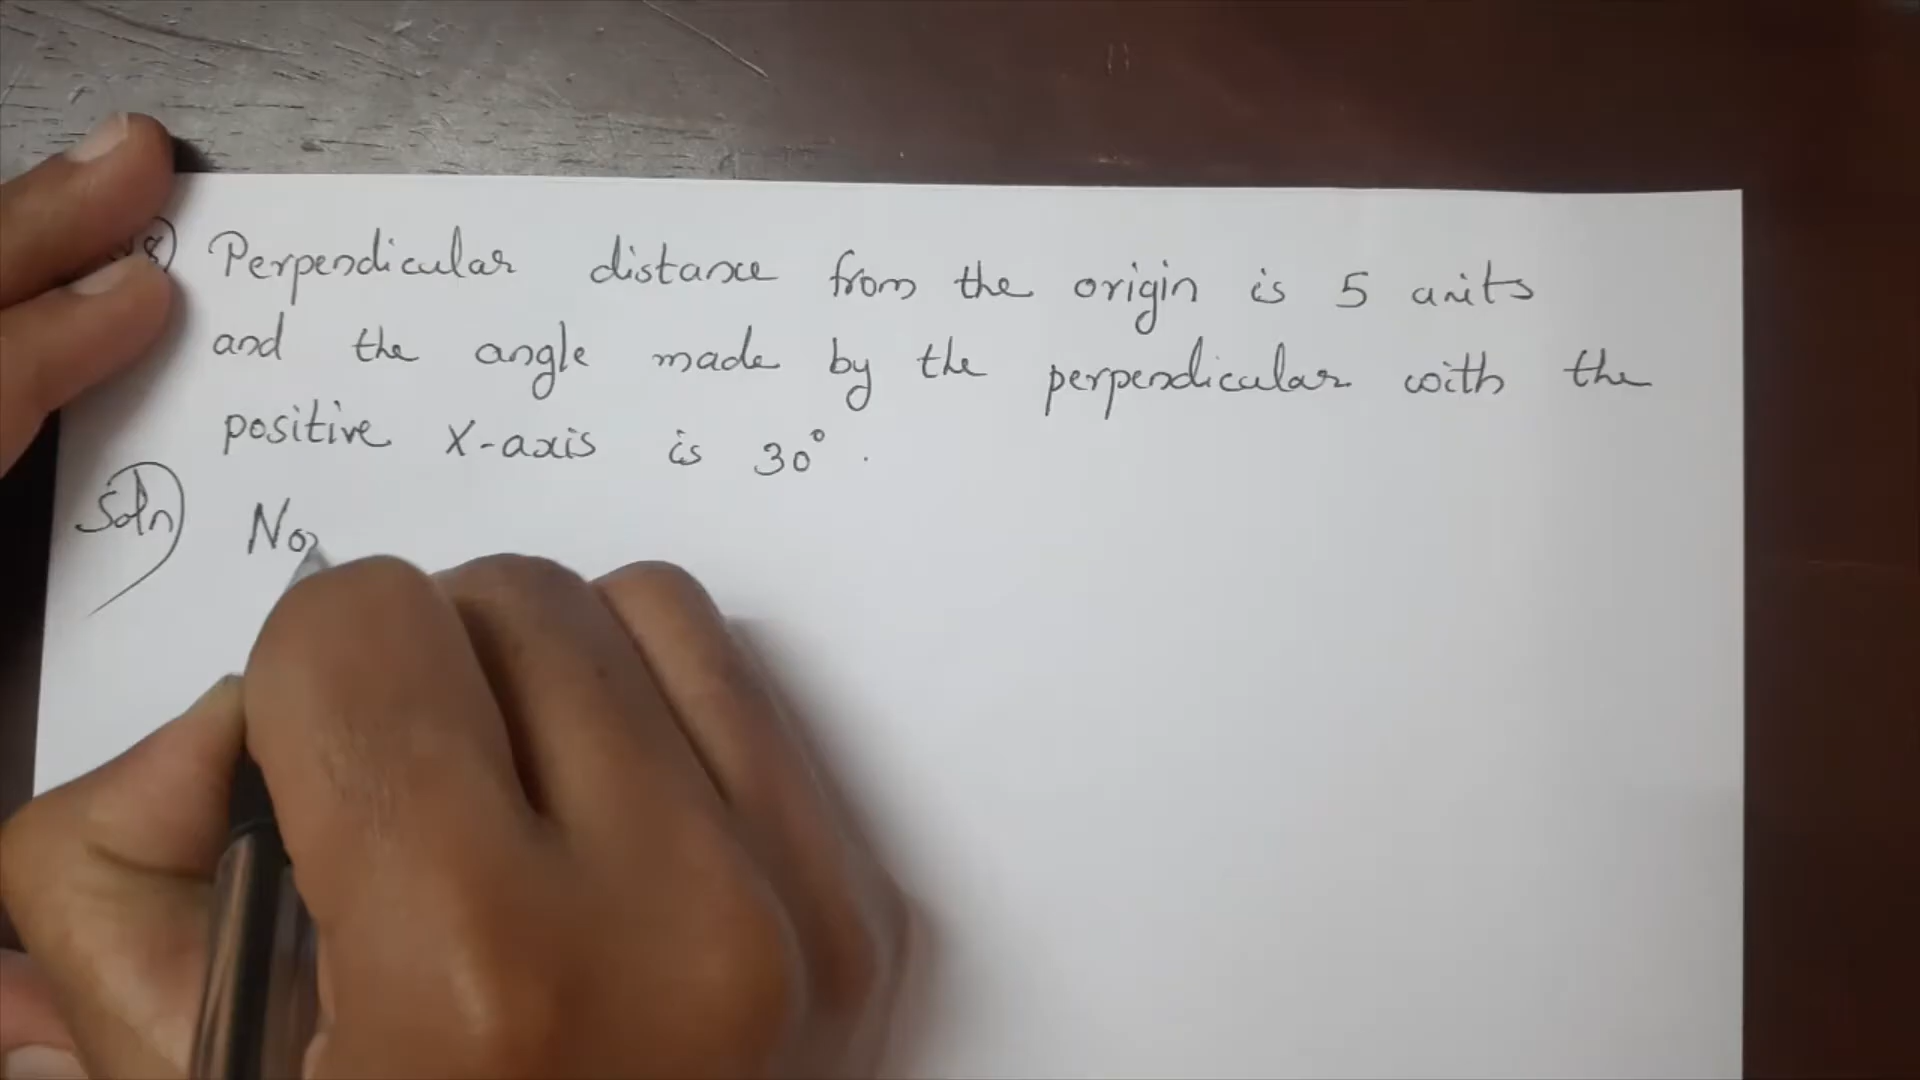 8) Perpendicular distance from the origin is 5 units
and the angle made by the perpendicular with the
positive X-axis is 30° .
Soln) No